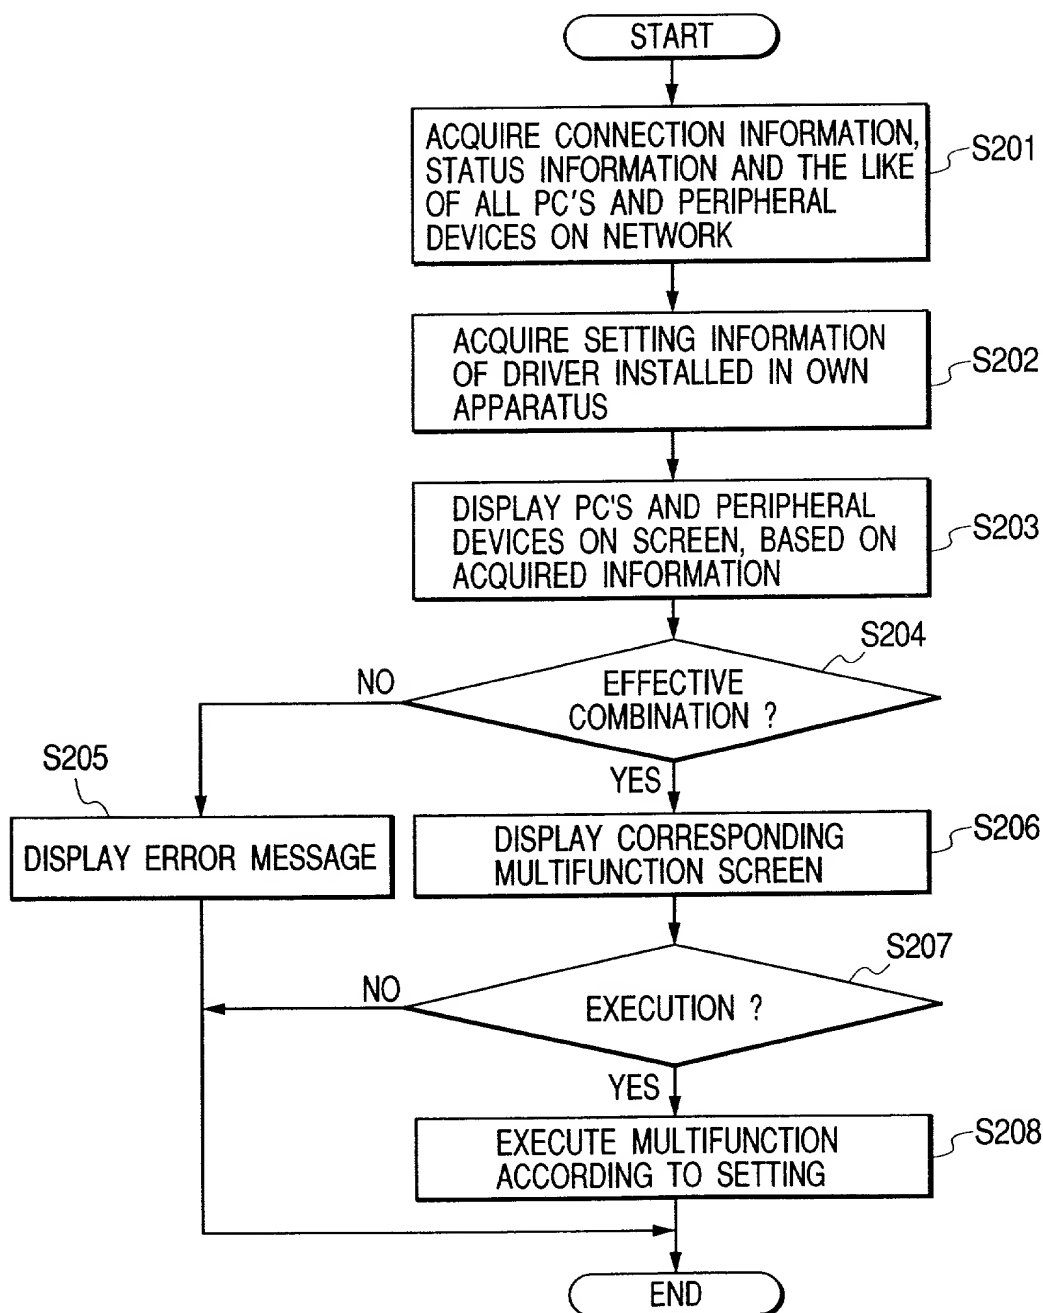 START
ACQUIRE CONNECTION INFORMATION,
STATUS INFORMATION AND THE LIKE
OF ALL PC'S AND PERIPHERAL
DEVICES ON NETWORK
S201
ACQUIRE SETTING INFORMATION
OF DRIVER INSTALLED IN OWN
APPARATUS
S202
DISPLAY PC'S AND PERIPHERAL
DEVICES ON SCREEN, BASED ON
ACQUIRED INFORMATION
S203
S204
EFFECTIVE
COMBINATION ?
NO
YES
S205
DISPLAY ERROR MESSAGE
DISPLAY CORRESPONDING
MULTIFUNCTION SCREEN
S206
S207
EXECUTION ?
NO
YES
EXECUTE MULTIFUNCTION
ACCORDING TO SETTING
S208
END